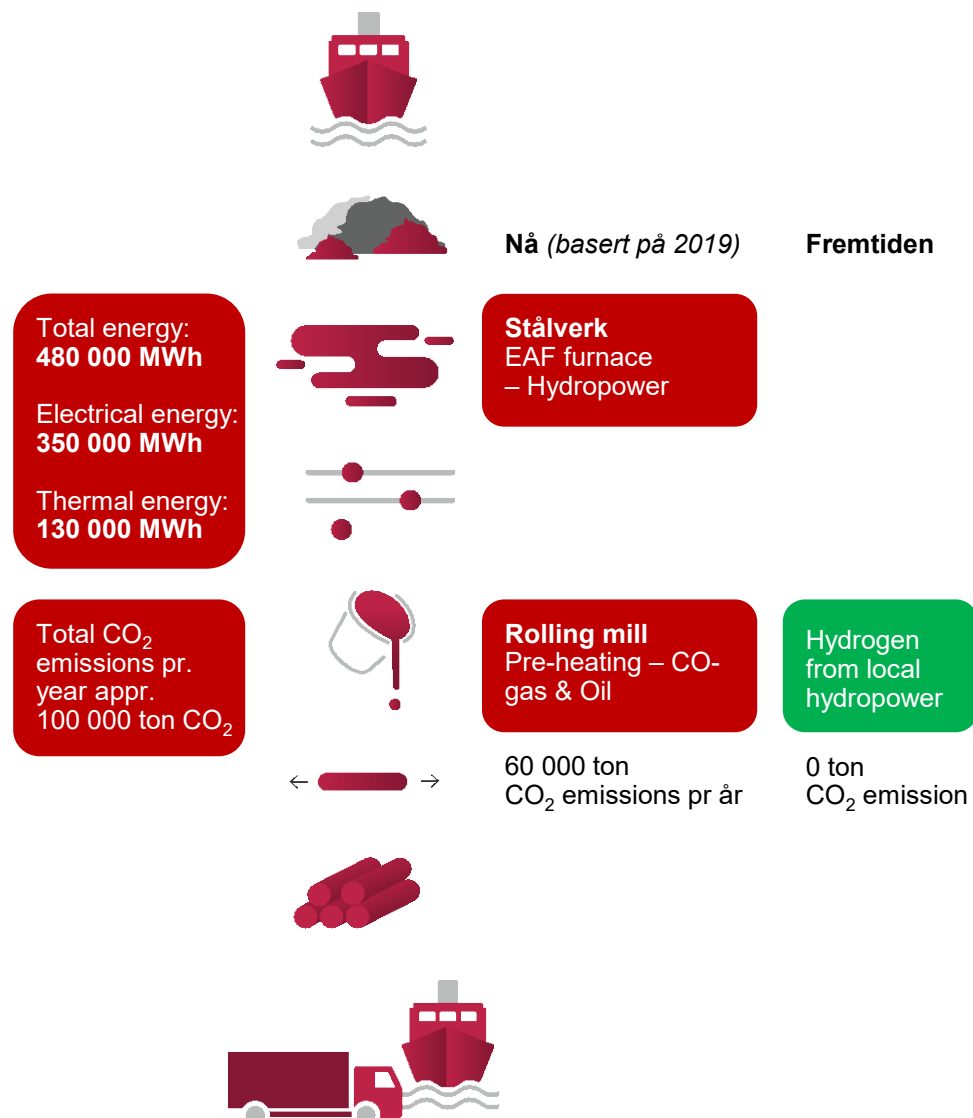 Nå (basert på 2019)
Fremtiden
Total energy:
480 000 MWh
Electrical energy:
350 000 MWh
Thermal energy:
130 000 MWh
Stålverk
EAF furnace
– Hydropower
Total CO₂
emissions pr.
year appr.
100 000 ton CO₂
Rolling mill
Pre-heating – CO-
gas & Oil
Hydrogen
from local
hydropower
60 000 ton
CO₂ emissions pr år
0 ton
CO₂ emission